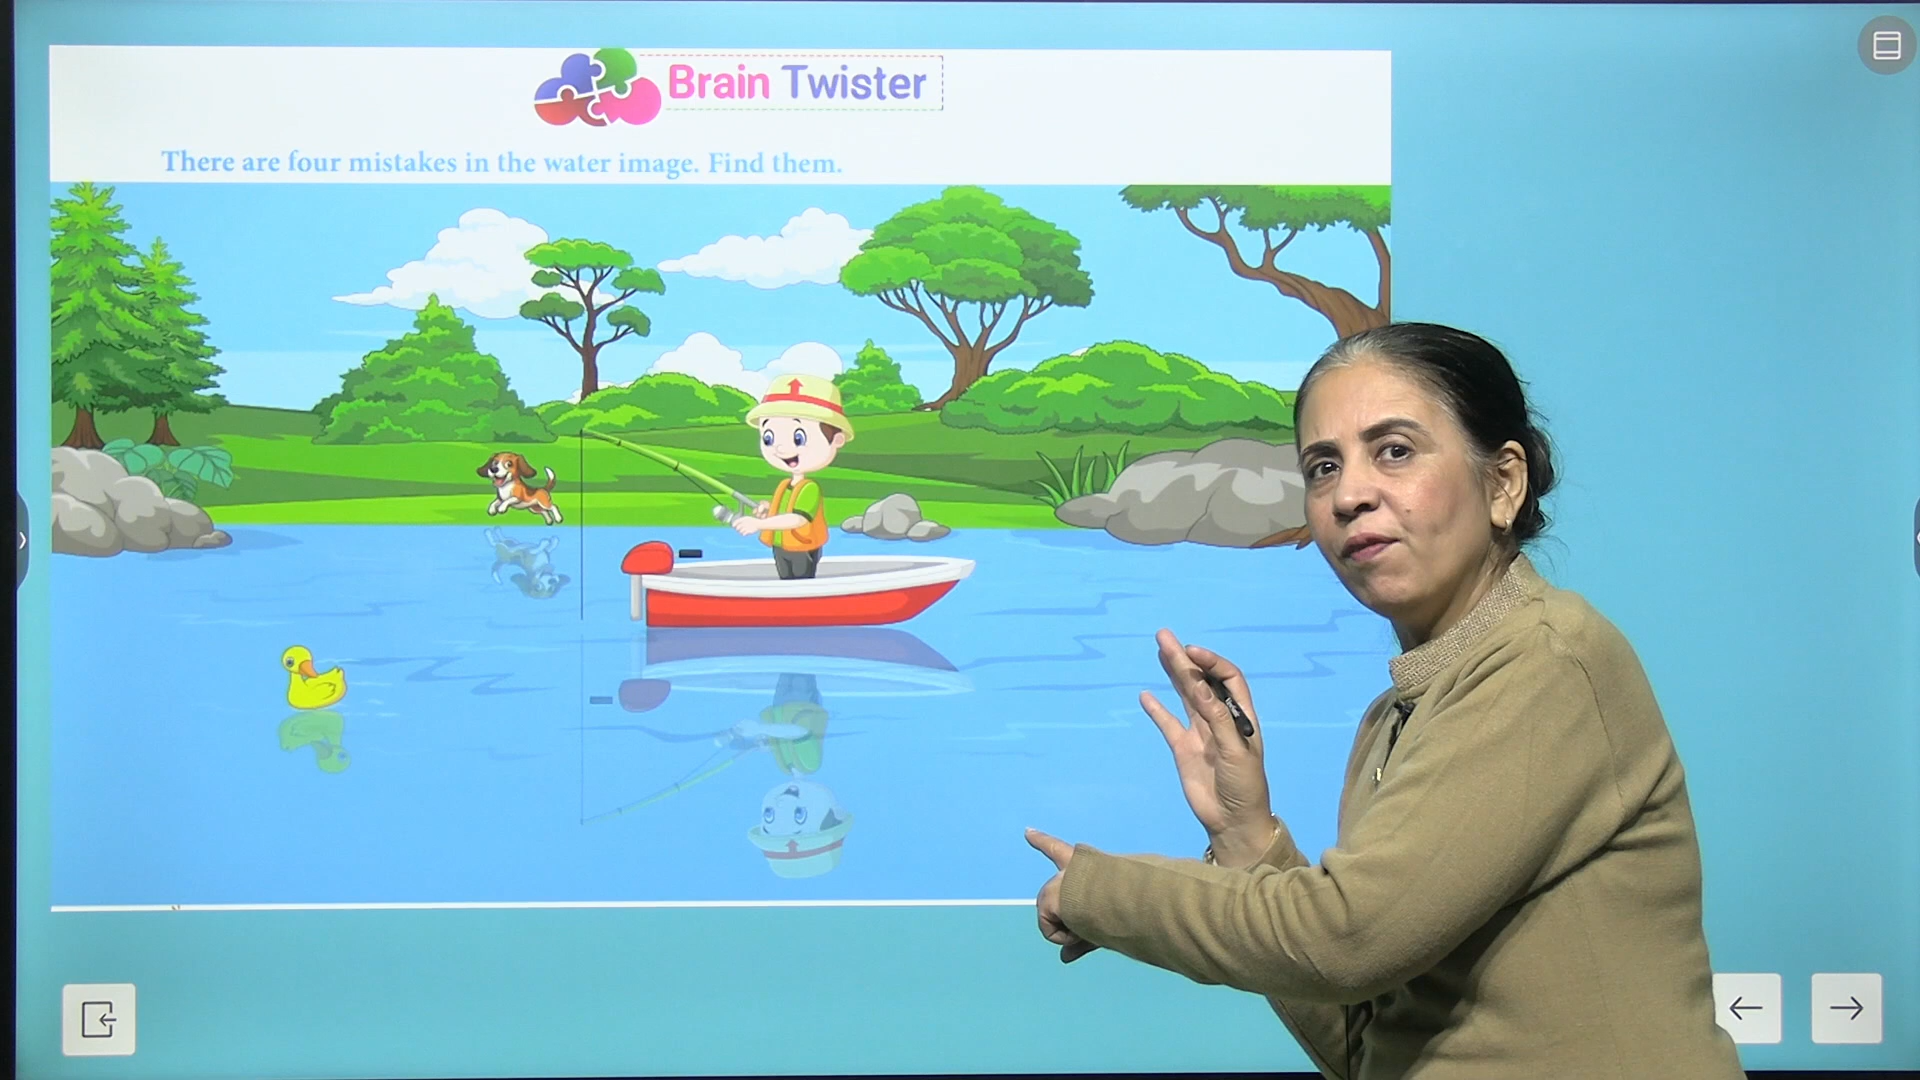 Brain Twister
There are four mistakes in the water image. Find them.